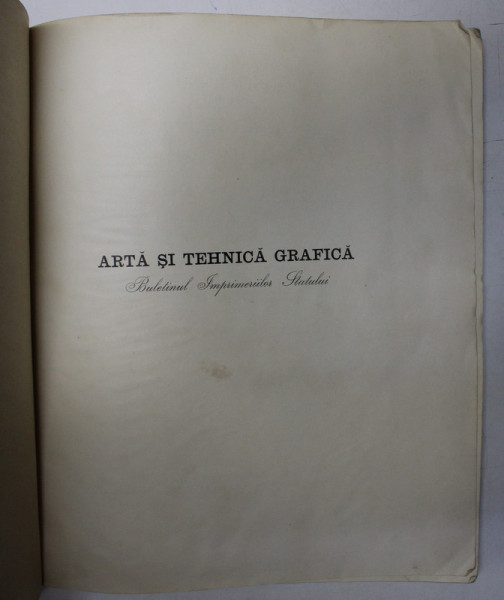 ARTĂ ŞI TEHNICĂ GRAFICĂ
Buletinul Imprimeriilor Statului